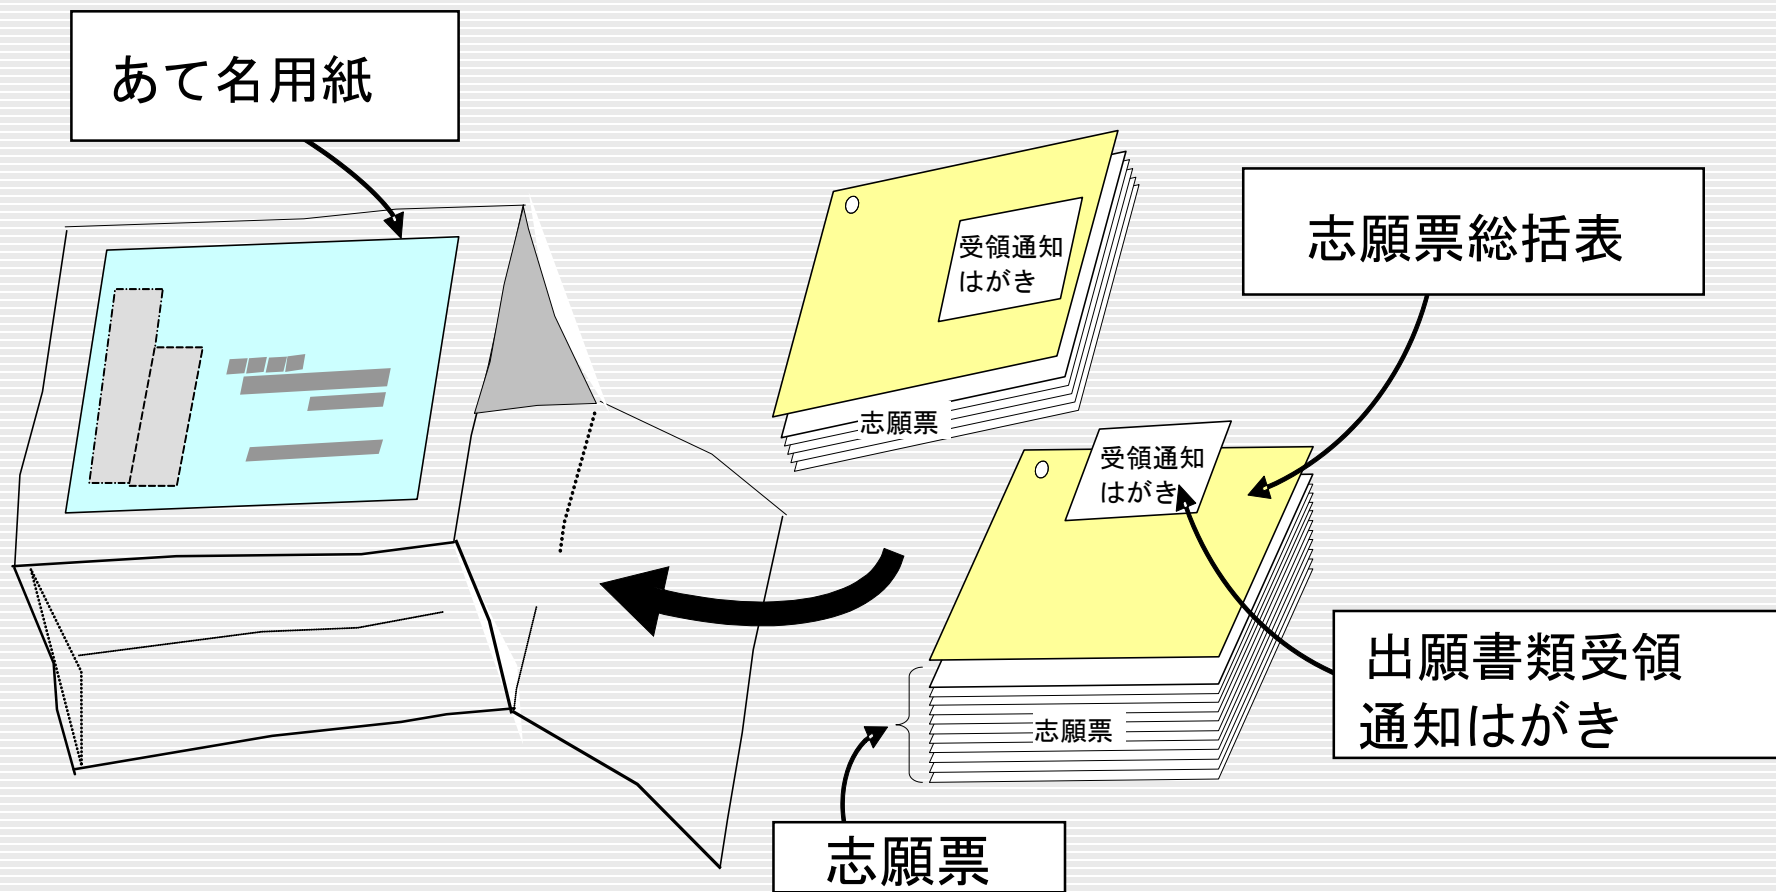 あて名用紙
受領通知
はがき
志願票総括表
志願票
受領通知
はがき
出願書類受領
通知はがき
志願票
志願票